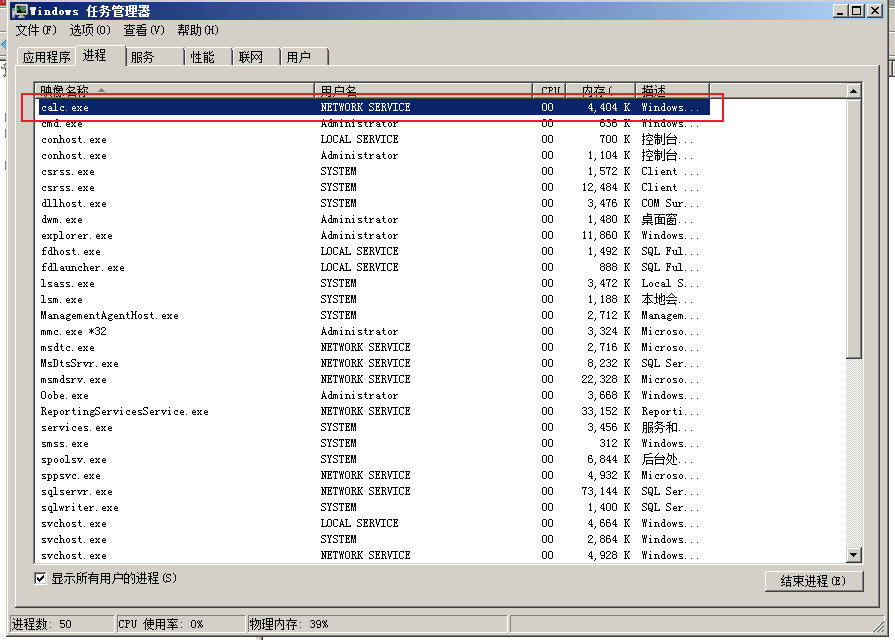 Windows 任务管理器
文件(F) 选项(O) 查看(V) 帮助(H)
应用程序 进程 服务 性能 联网 用户
映像名称 用户名 CPU 内存( 描述
calc.exe NETWORK SERVICE 00 4,404 K Windows...
cmd.exe Administrator 00 636 K Windows...
conhost.exe LOCAL SERVICE 00 700 K 控制台...
conhost.exe Administrator 00 1,104 K 控制台...
csrss.exe SYSTEM 00 1,572 K Client ...
csrss.exe SYSTEM 00 12,484 K Client ...
dllhost.exe SYSTEM 00 3,476 K COM Sur...
dwm.exe Administrator 00 1,480 K 桌面窗...
explorer.exe Administrator 00 11,860 K Windows...
fdhost.exe LOCAL SERVICE 00 1,492 K SQL Ful...
fdlauncher.exe LOCAL SERVICE 00 888 K SQL Ful...
lsass.exe SYSTEM 00 3,472 K Local S...
lsm.exe SYSTEM 00 1,188 K 本地会...
ManagementAgentHost.exe SYSTEM 00 2,712 K Managem...
mmc.exe *32 Administrator 00 3,324 K Microso...
msdtc.exe NETWORK SERVICE 00 2,716 K Microso...
MsDtsSrvr.exe NETWORK SERVICE 00 8,232 K SQL Ser...
msmdsrv.exe NETWORK SERVICE 00 22,328 K Microso...
Oobe.exe Administrator 00 3,668 K Windows...
ReportingServicesService.exe NETWORK SERVICE 00 33,152 K Reporti...
services.exe SYSTEM 00 3,456 K 服务和...
smss.exe SYSTEM 00 312 K Windows...
spoolsv.exe SYSTEM 00 6,844 K 后台处...
sppsvc.exe NETWORK SERVICE 00 4,932 K Microso...
sqlservr.exe NETWORK SERVICE 00 73,144 K SQL Ser...
sqlwriter.exe SYSTEM 00 1,400 K SQL Ser...
svchost.exe LOCAL SERVICE 00 4,664 K Windows...
svchost.exe SYSTEM 00 2,864 K Windows...
svchost.exe NETWORK SERVICE 00 4,928 K Windows...
显示所有用户的进程(S) 结束进程(E)
进程数: 50 CPU 使用率: 0% 物理内存: 39%